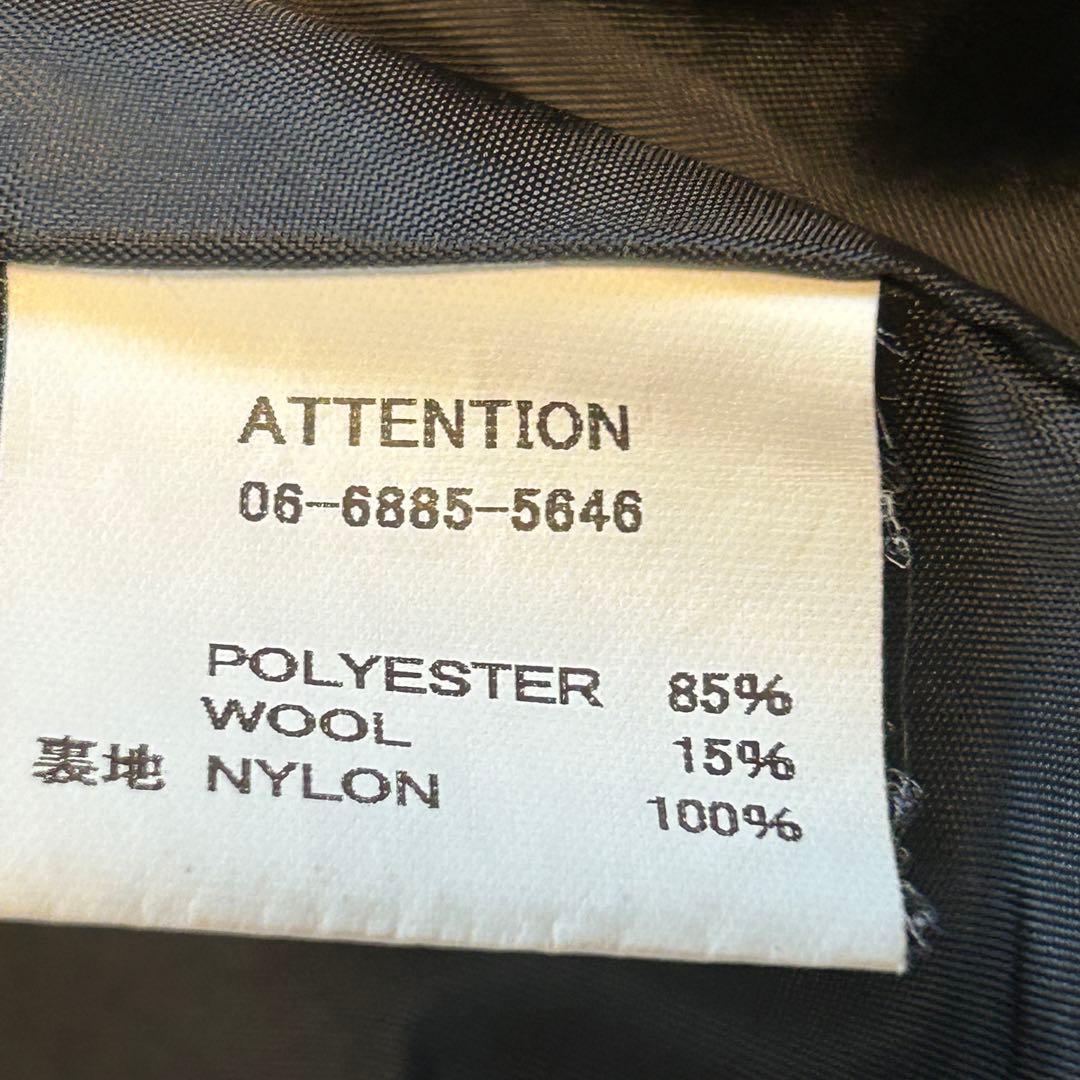 ATTENTION
06-6885-5646
POLYESTER 85%
WOOL 15%
裏地 NYLON 100%